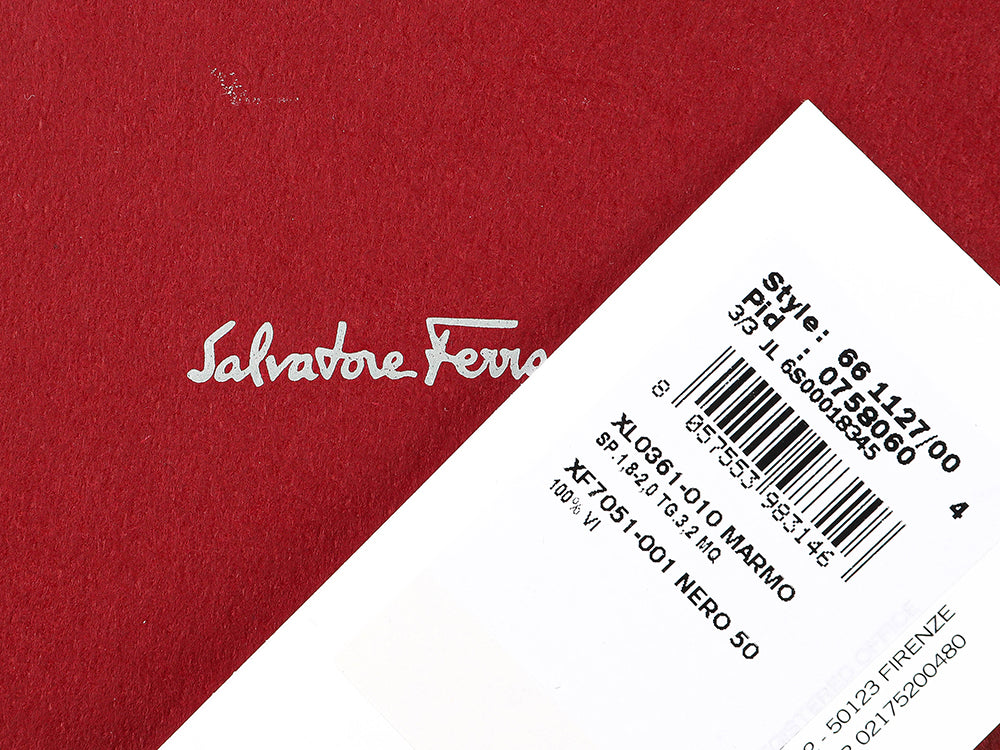 Salvatore Ferra
Style: 66 1127/00 4
Pid : 0758060
3/3 JL 6S00018345
8 057553 983146
XL0361-010 MARMO
SP.1,8-2,0 TG.3,2 MQ
XF7051-001 NERO 50
100% VI
OFFICE
- 50123 FIRENZE
02175200480